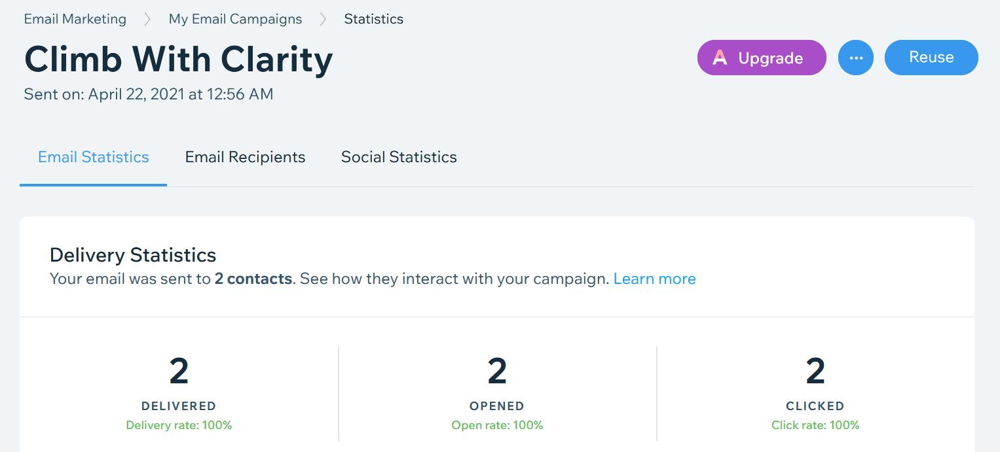 Email Marketing > My Email Campaigns > Statistics
Climb With Clarity
Upgrade ... Reuse
Sent on: April 22, 2021 at 12:56 AM
Email Statistics Email Recipients Social Statistics
Delivery Statistics
Your email was sent to 2 contacts. See how they interact with your campaign. Learn more
2 2 2
DELIVERED OPENED CLICKED
Delivery rate: 100% Open rate: 100% Click rate: 100%